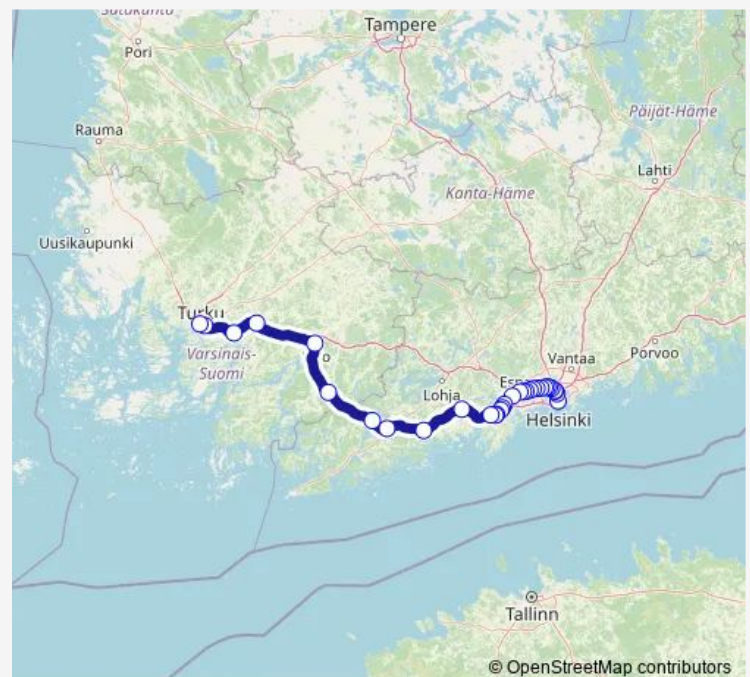 Tampere
Pori
Päijät-Häme
Rauma
Lahti
Kanta-Häme
Uusikaupunki
Turku
Varsinais-
Suomi
Vantaa
Porvoo
Lohja
Helsinki
Tallinn
© OpenStreetMap contributors